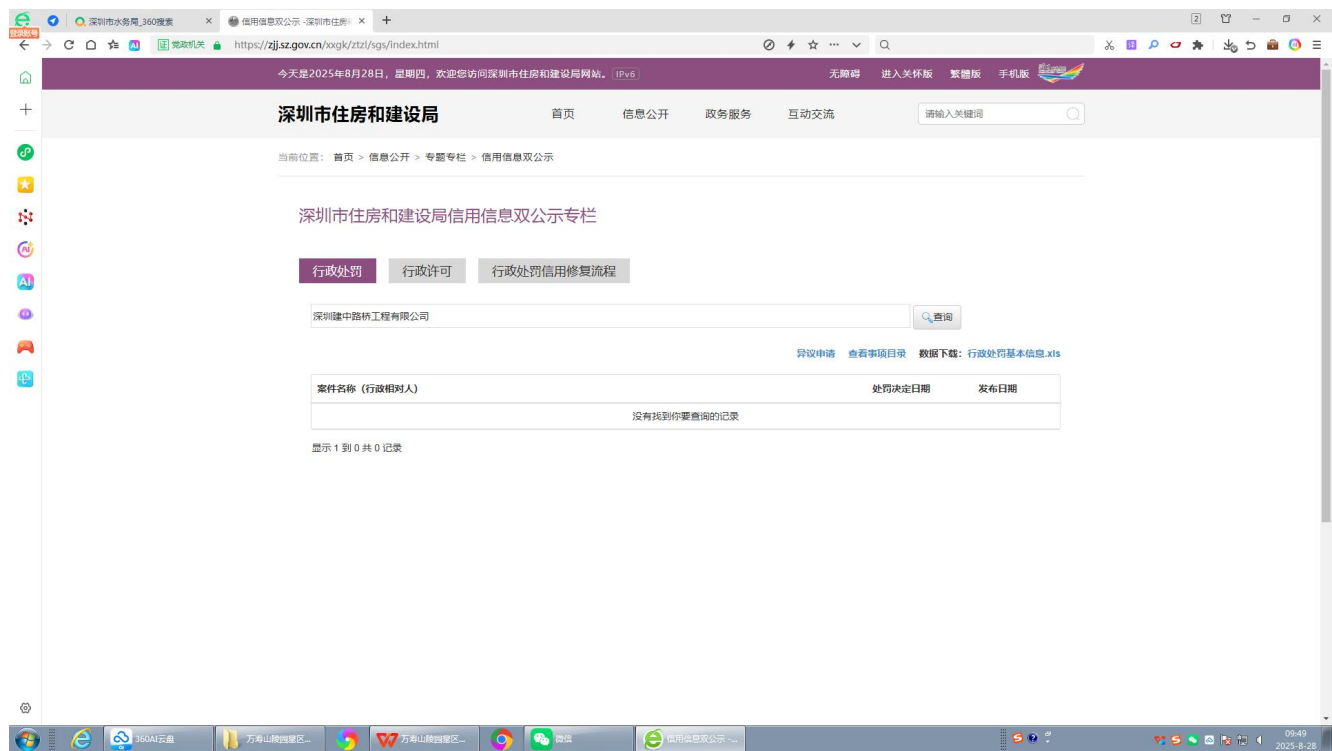 深圳市水务局_360搜索
信用信息双公示 -深圳市住房
2
登录账号
党政机关
https://zjj.sz.gov.cn/xxgk/ztzl/sgs/index.html
今天是2025年8月28日，星期四，欢迎您访问深圳市住房和建设局网站。 IPv6
无障碍 进入关怀版 繁體版 手机版
深圳市住房和建设局
首页 信息公开 政务服务 互动交流
请输入关键词
当前位置： 首页 > 信息公开 > 专题专栏 > 信用信息双公示
深圳市住房和建设局信用信息双公示专栏
行政处罚 行政许可 行政处罚信用修复流程
深圳建中路桥工程有限公司
查询
异议申请 查看事项目录 数据下载：行政处罚基本信息.xls
案件名称（行政相对人） 处罚决定日期 发布日期
没有找到你要查询的记录
显示 1 到 0 共 0 记录
360AI云盘
万寿山陵园墓区...
万寿山陵园墓区...
微信
信用信息双公示 -...
09:49
2025-8-28